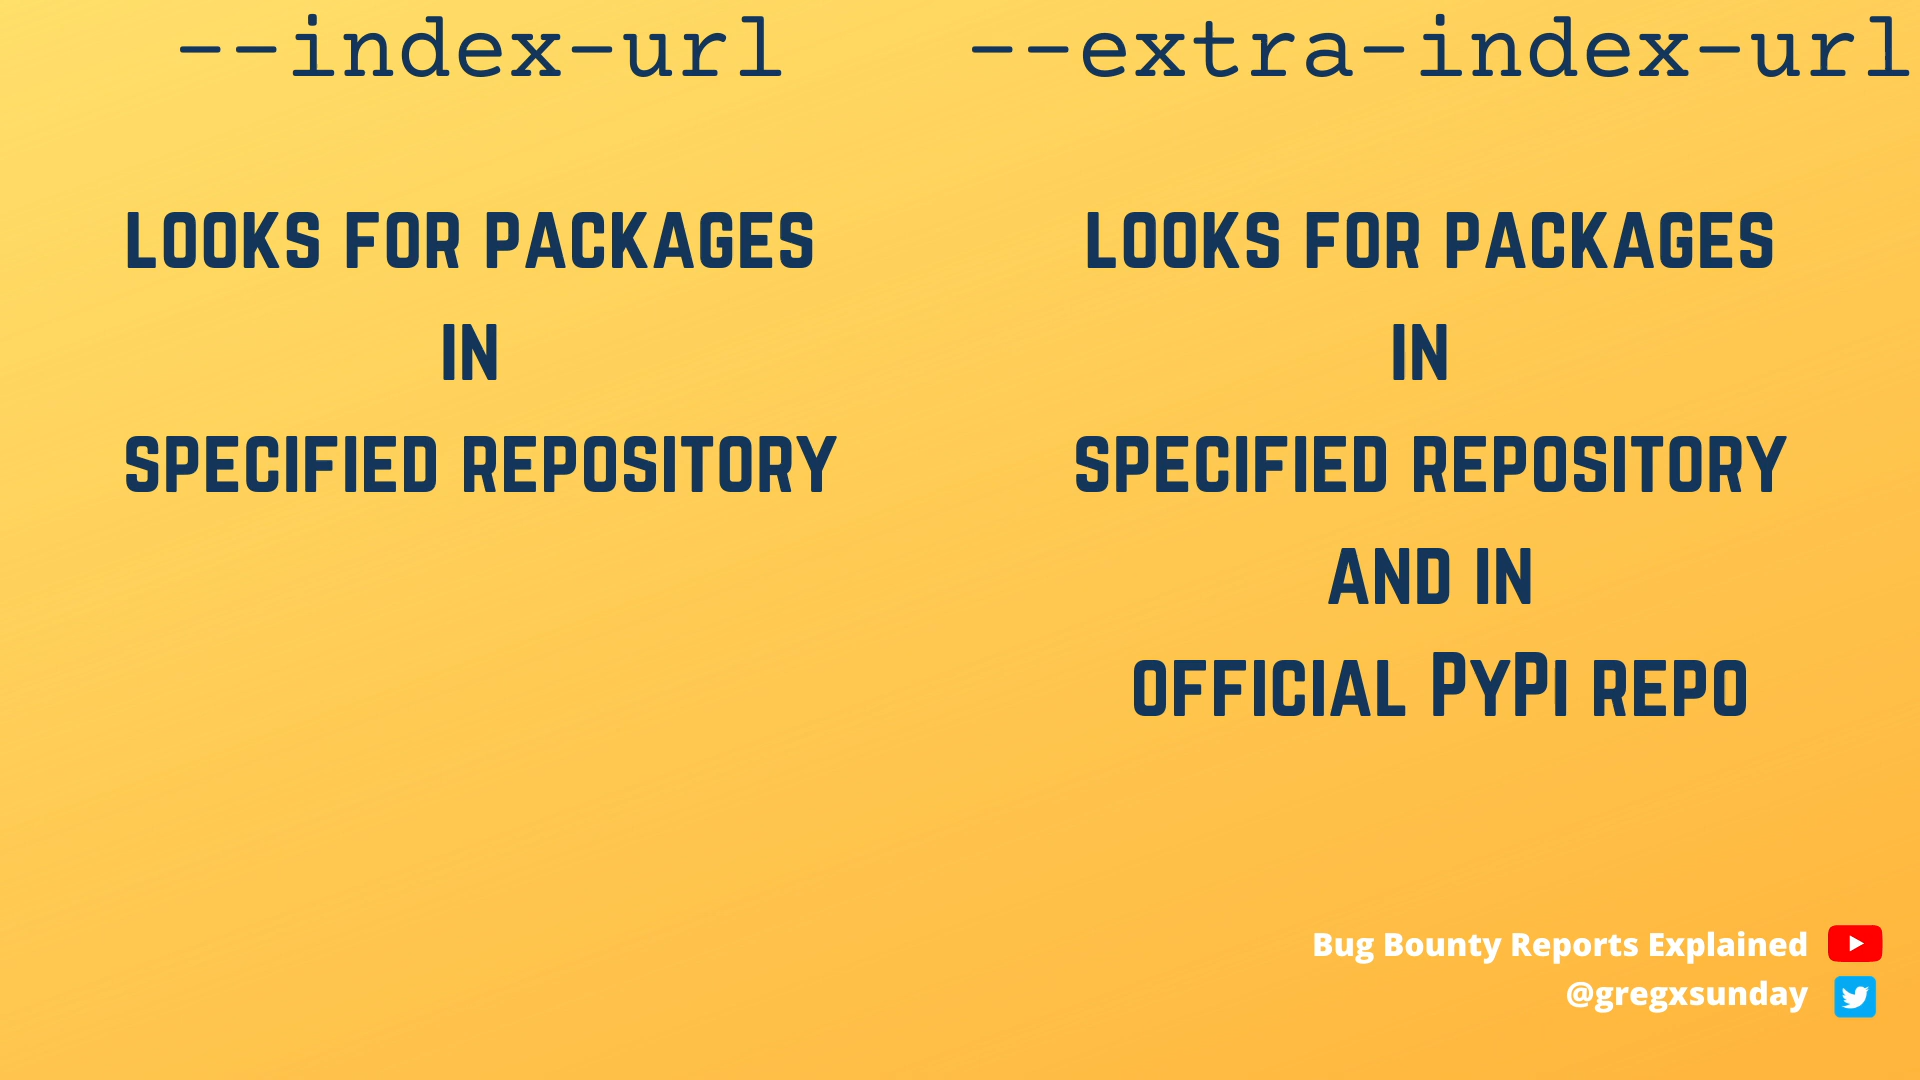 --index-url
LOOKS FOR PACKAGES
IN
SPECIFIED REPOSITORY
--extra-index-url
LOOKS FOR PACKAGES
IN
SPECIFIED REPOSITORY
AND IN
OFFICIAL PYPI REPO
Bug Bounty Reports Explained
@gregxsunday